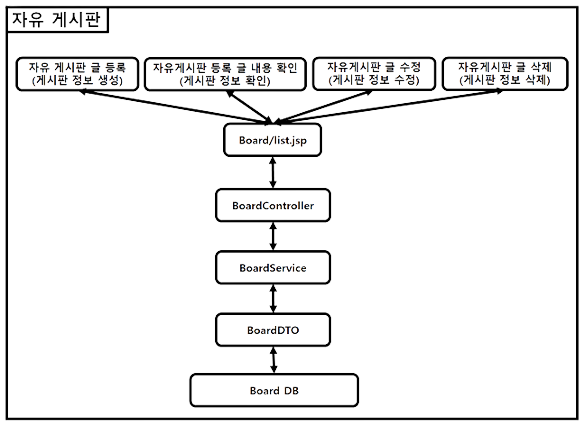 자유 게시판
자유 게시판 글 등록
(게시판 정보 생성)
자유게시판 등록 글 내용 확인
(게시판 정보 확인)
자유게시판 글 수정
(게시판 정보 수정)
자유게시판 글 삭제
(게시판 정보 삭제)
Board/list.jsp
BoardController
BoardService
BoardDTO
Board DB